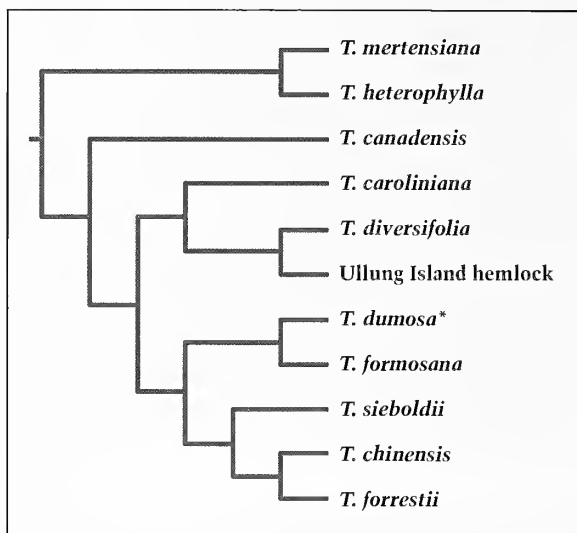 T. mertensiana
T. heterophylla
T. canadensis
T. caroliniana
T. diversifolia
Ullung Island hemlock
T. dumosa*
T. formosana
T. sieboldii
T. chinensis
T. forrestii